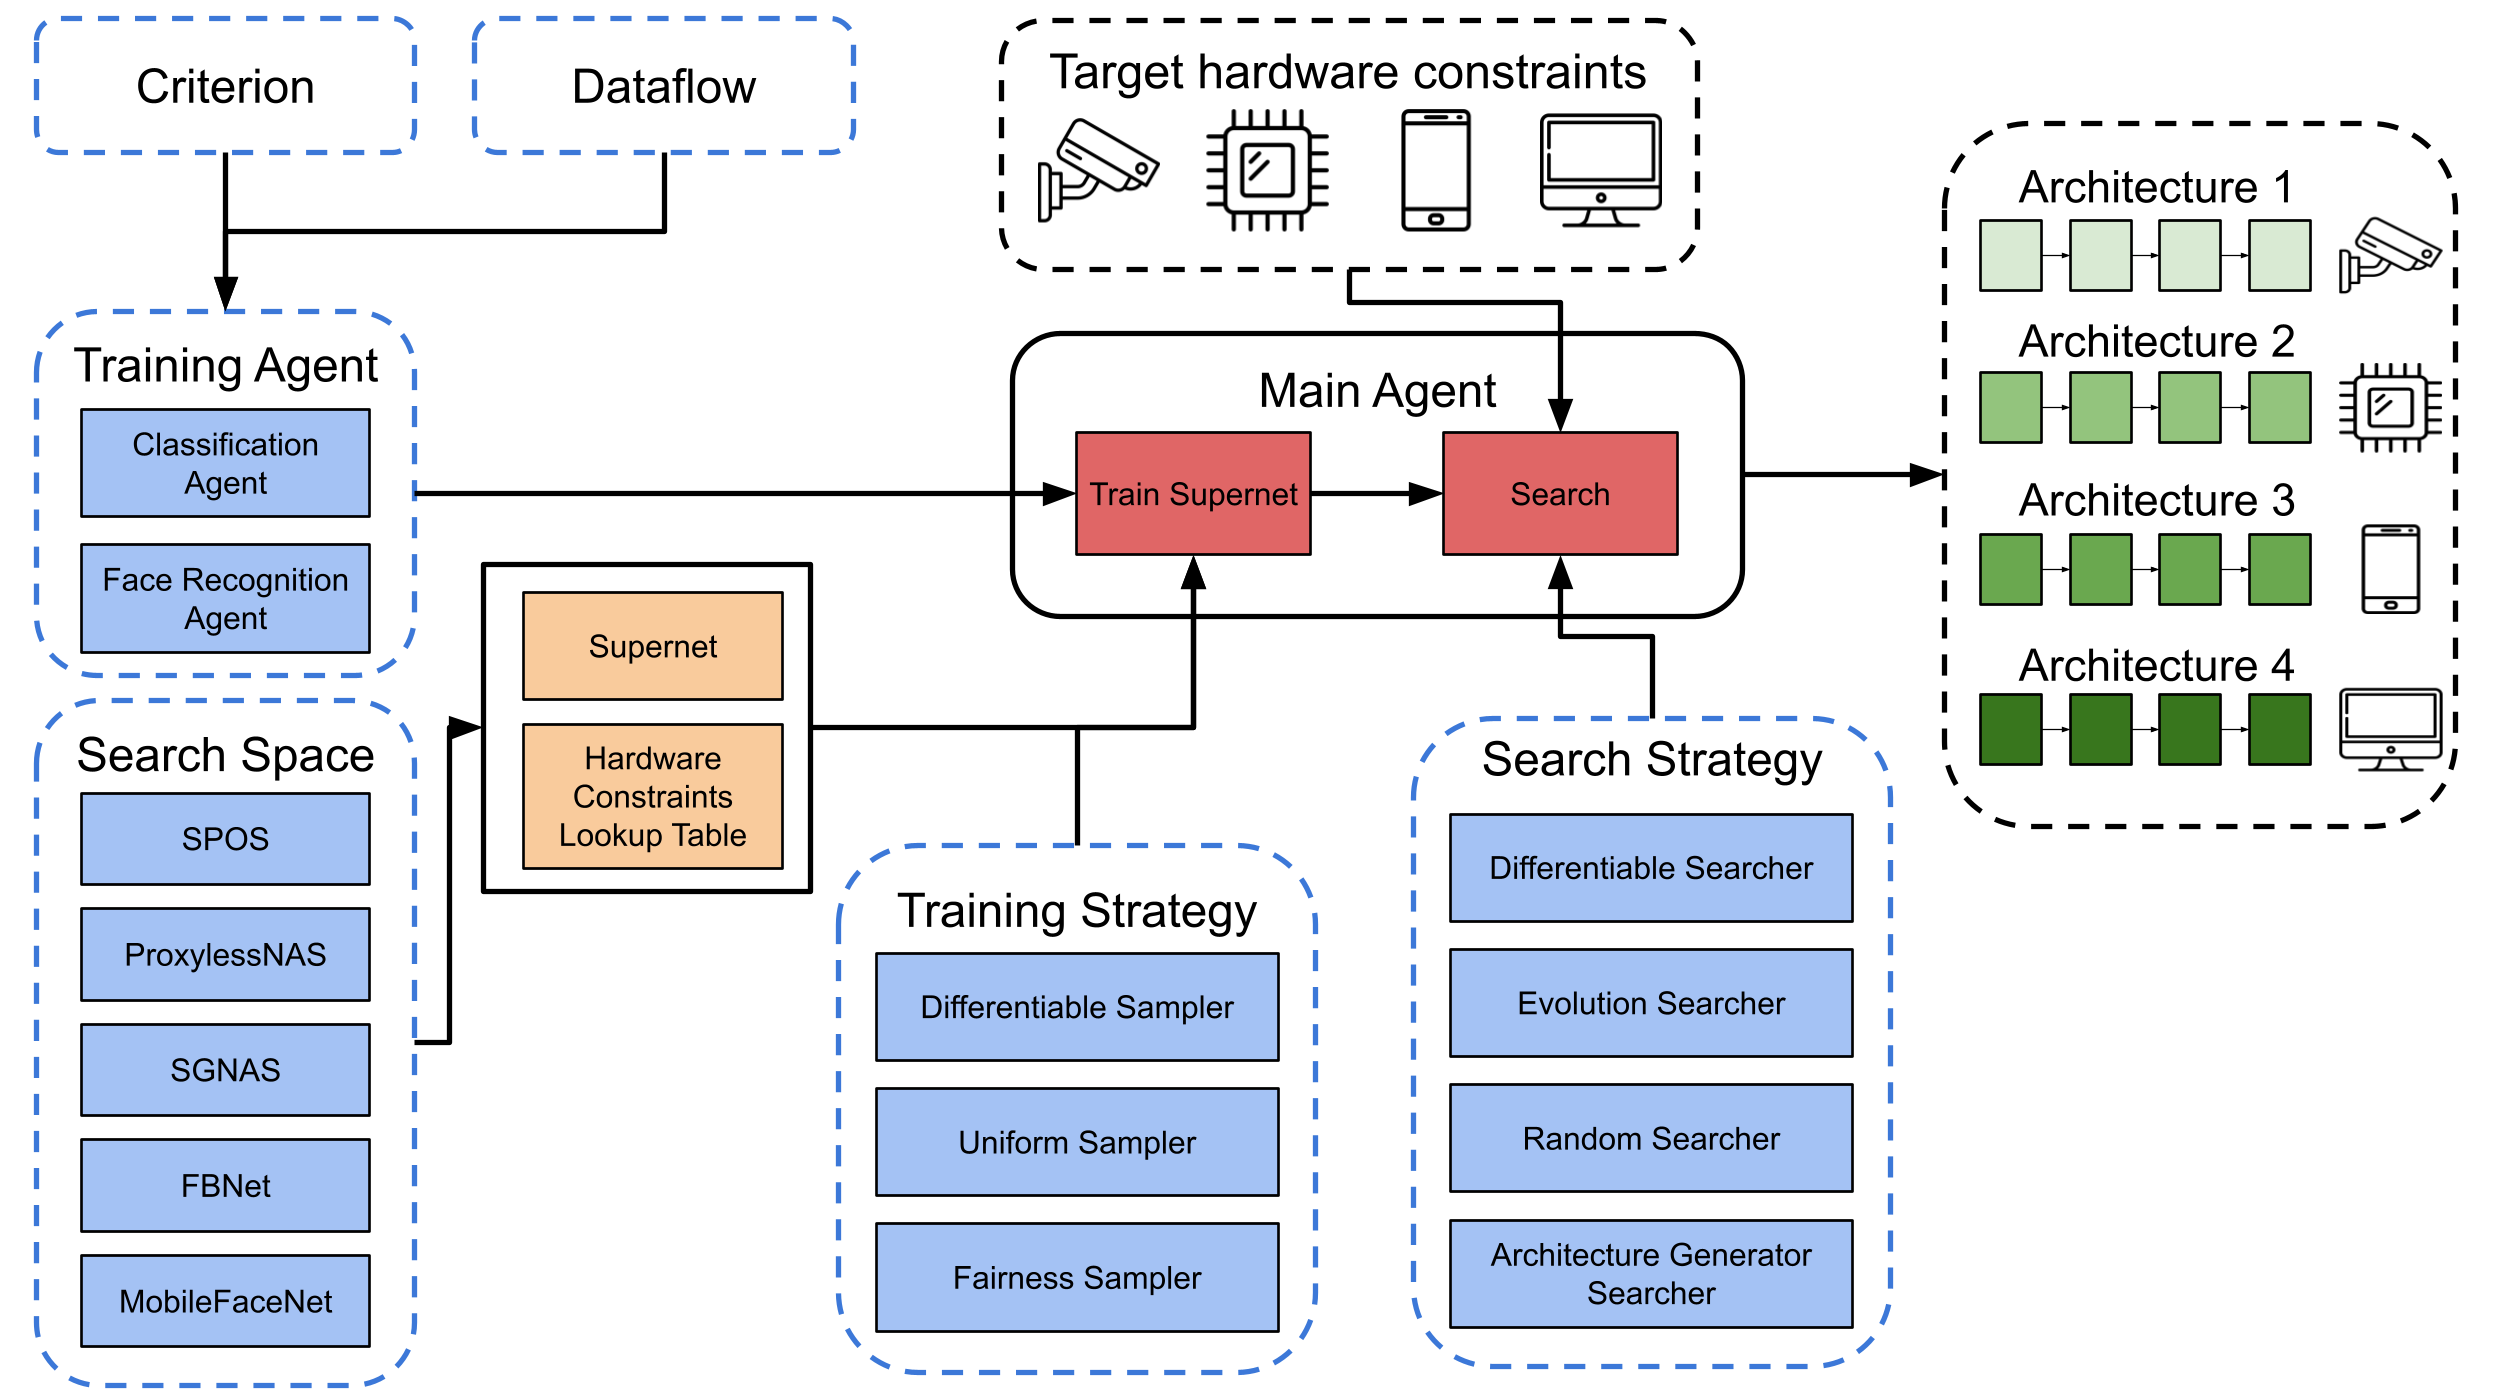 Criterion
Dataflow
Target hardware constraints
Training Agent
Classification
Agent
Face Recognition
Agent
Search Space
SPOS
ProxylessNAS
SGNAS
FBNet
MobileFaceNet
Supernet
Hardware
Constraints
Lookup Table
Main Agent
Train Supernet
Search
Training Strategy
Differentiable Sampler
Uniform Sampler
Fairness Sampler
Search Strategy
Differentiable Searcher
Evolution Searcher
Random Searcher
Architecture Generator
Searcher
Architecture 1
Architecture 2
Architecture 3
Architecture 4